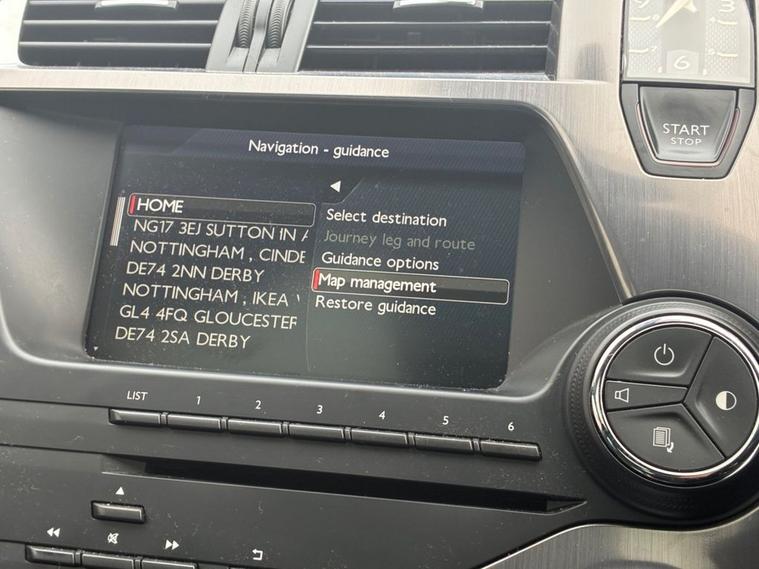 START
STOP
6
Navigation - guidance
HOME
NG17 3EJ SUTTON IN A
NOTTINGHAM , CINDE
DE74 2NN DERBY
NOTTINGHAM , IKEA
GL4 4FQ GLOUCESTER
DE74 2SA DERBY
Select destination
Journey leg and route
Guidance options
Map management
Restore guidance
LIST 1 2 3 4 5 6